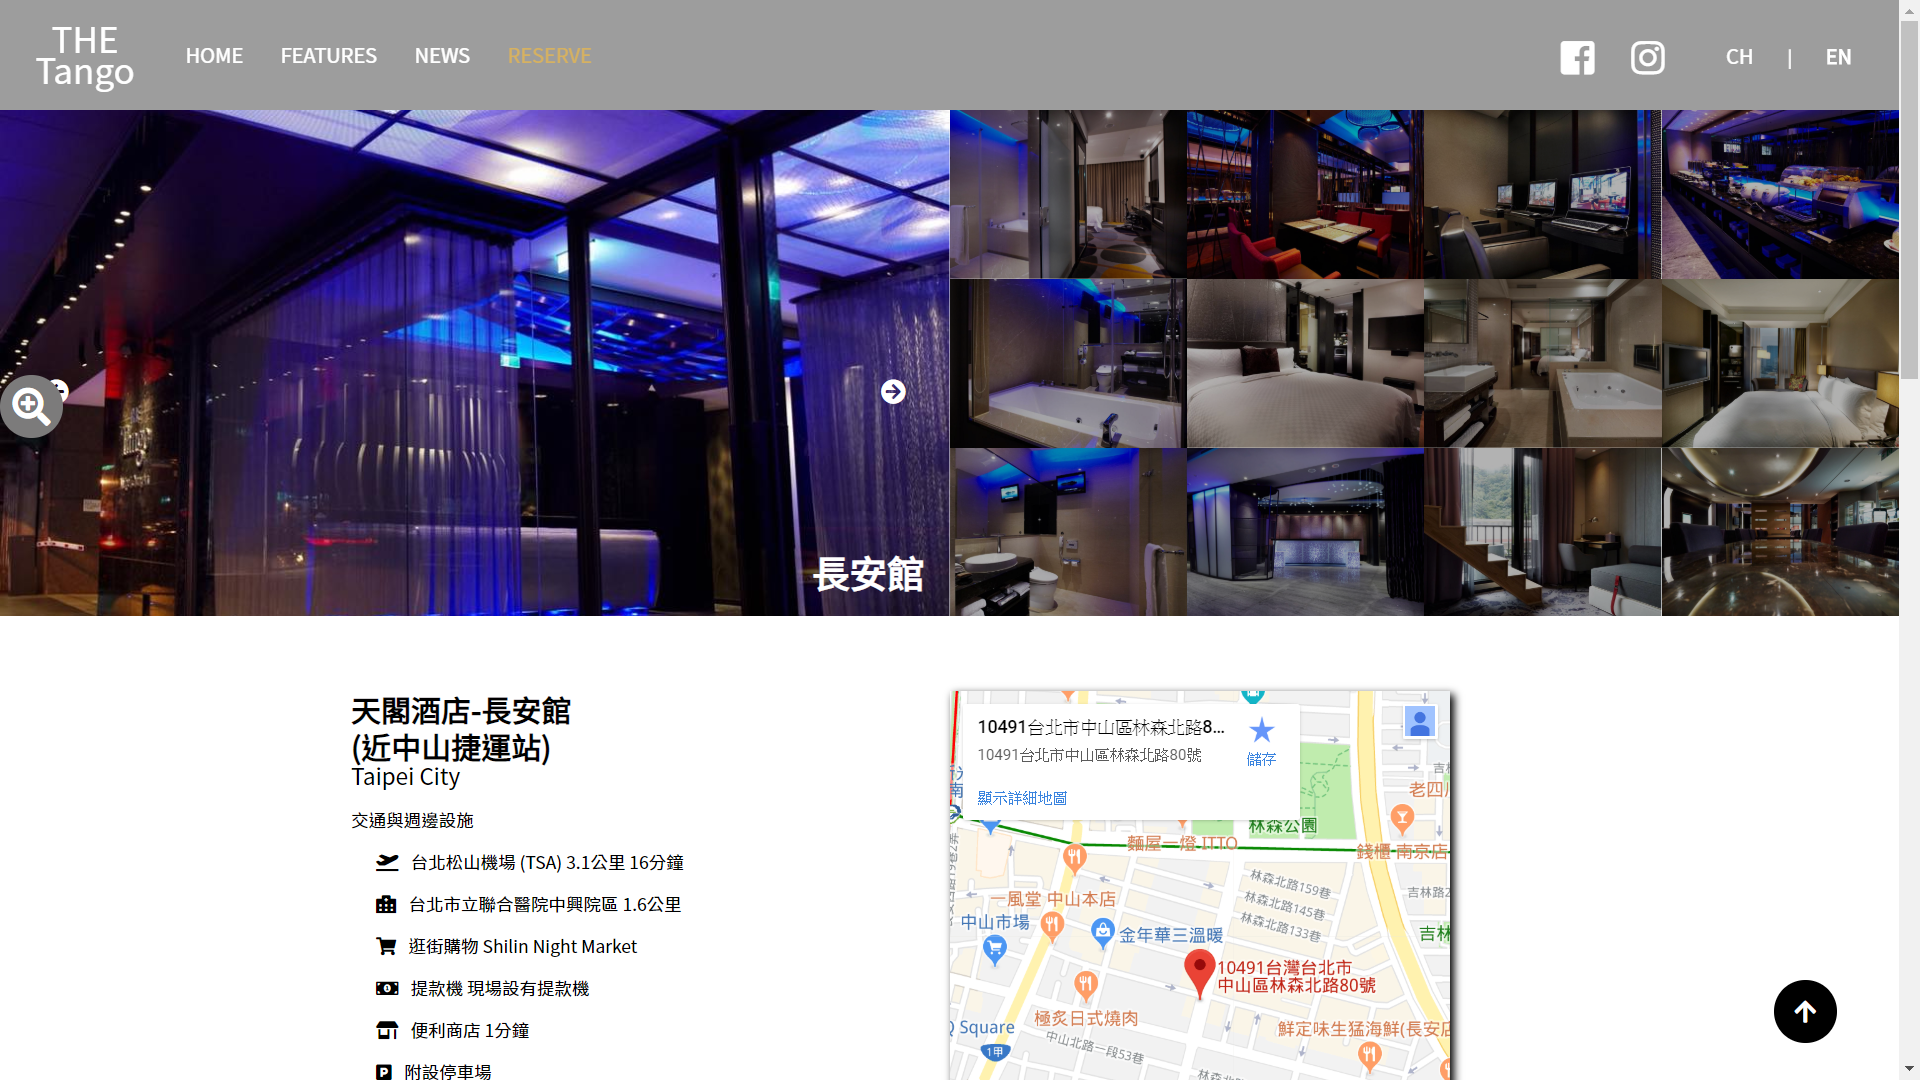 THE
Tango
HOME
FEATURES
NEWS
RESERVE
CH
|
EN
長安館
天閣酒店-長安館
(近中山捷運站)
Taipei City
交通與週邊設施
台北松山機場 (TSA) 3.1公里 16分鐘
台北市立聯合醫院中興院區 1.6公里
逛街購物 Shilin Night Market
提款機 現場設有提款機
便利商店 1分鐘
附設停車場
10491台北市中山區林森北路8...
10491台北市中山區林森北路80號
儲存
顯示詳細地圖
林森公園
老四川
麵屋一燈 ITTO
錢櫃 南京店
林森北路159巷
林森北路145巷
林森北路133巷
吉林路2
一風堂 中山本店
中山市場
金年華三溫暖
吉林
10491台灣台北市
中山區林森北路80號
極炙日式燒肉
Q Square
1甲
中山北路一段53巷
鮮定味生猛海鮮(長安店
林森北